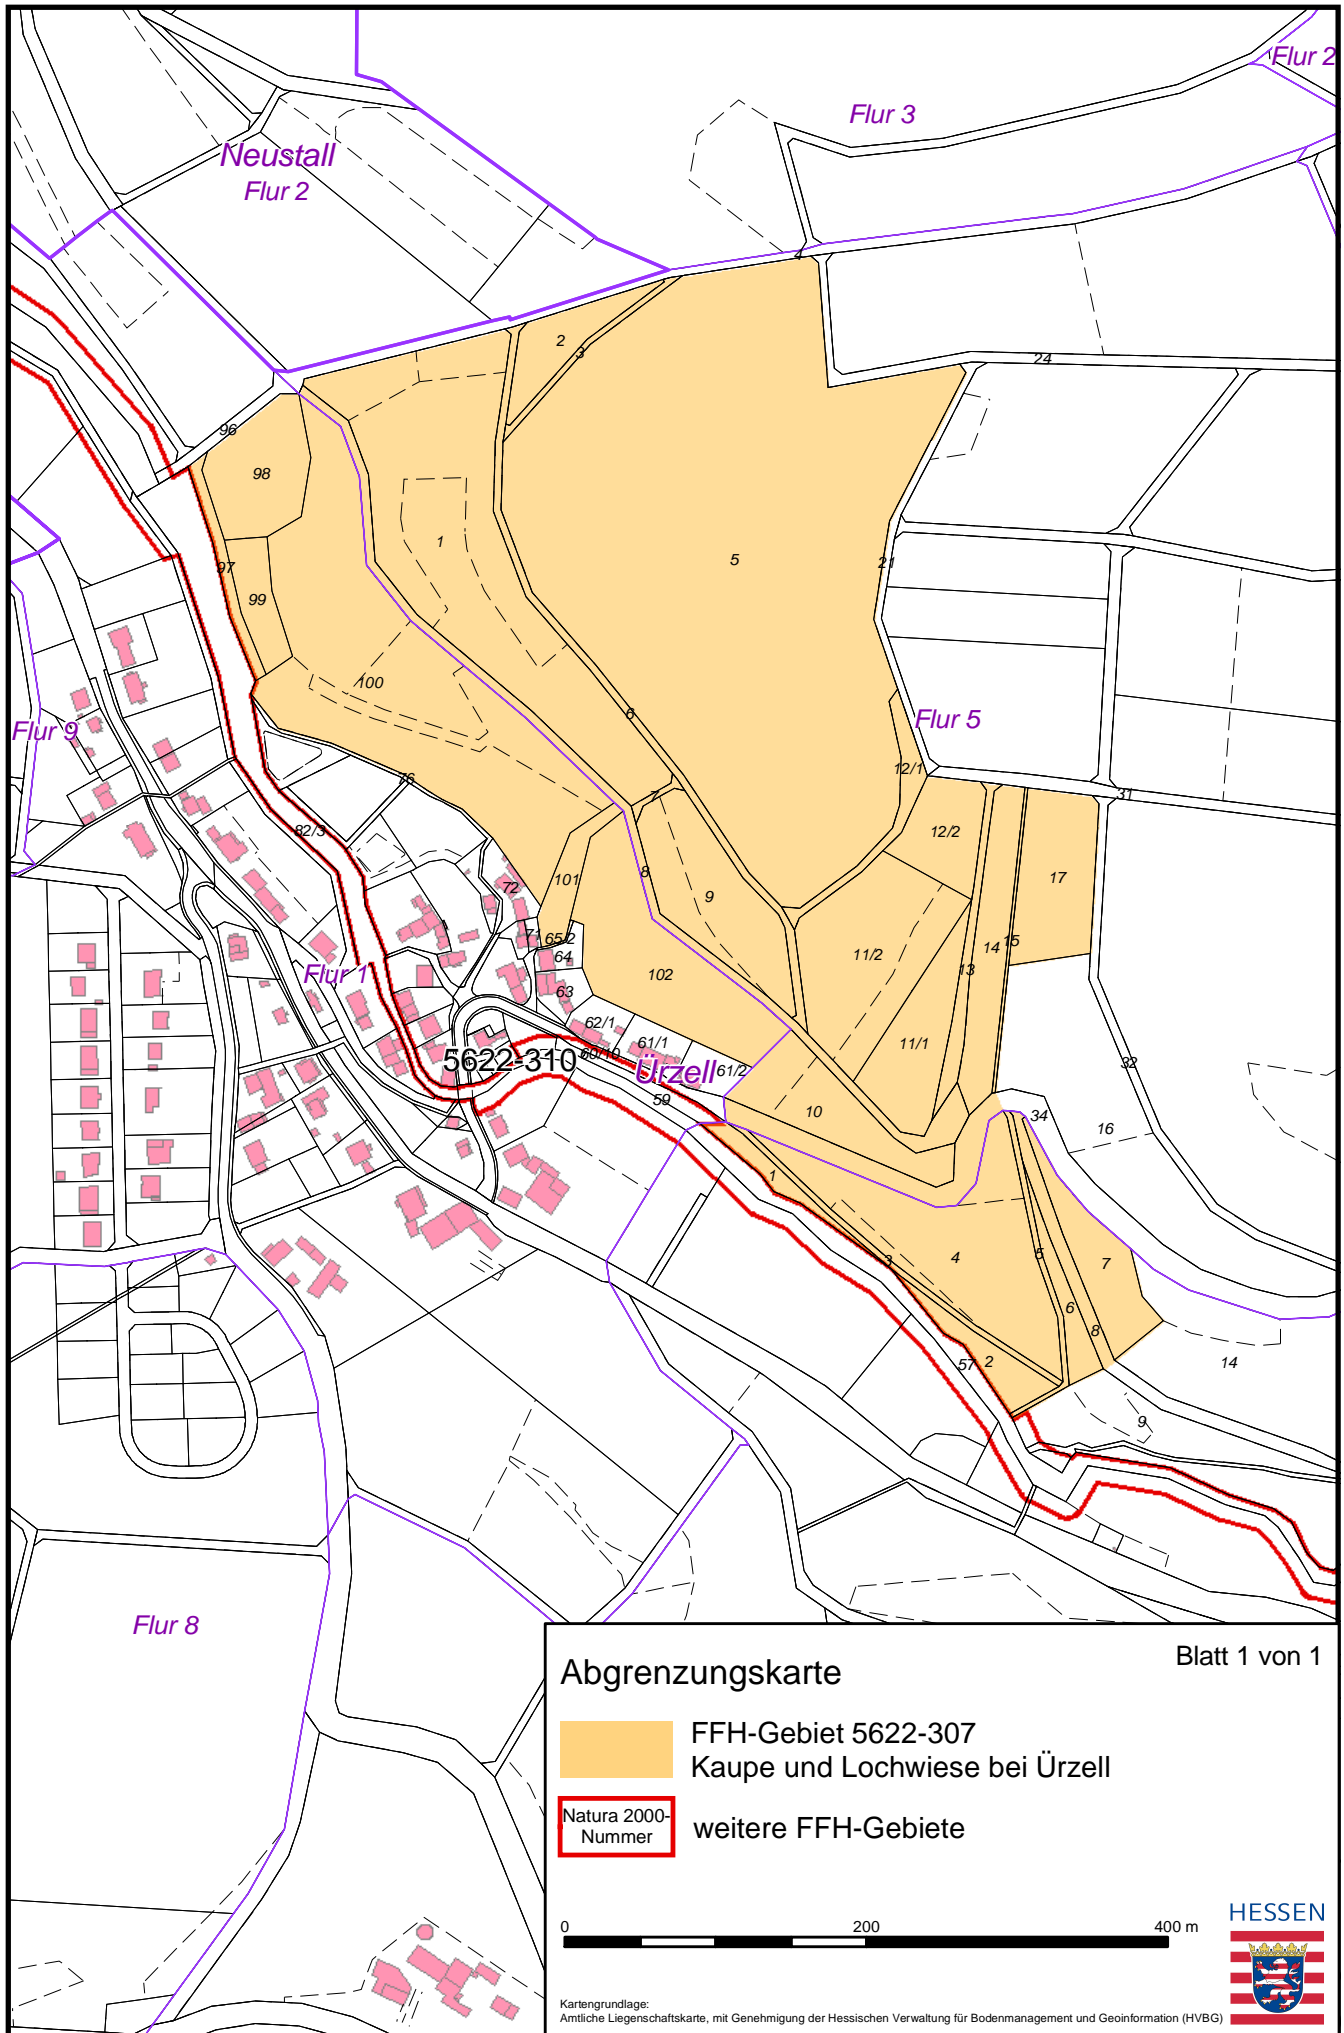 Flur 2
Flur 3
Neustall
Flur 2
4
2
3
24
96
98
1
5
21
97
99
100
6
Flur 5
Flur 9
12/1
76
7
31
82/3
12/2
8
101
17
72
9
71
65/2
11/2
14
15
64
13
102
Flur 1
63
62/1
61/1
11/1
60/10
5622-310
Ürzell
61/2
32
59
10
34
16
1
3
4
5
7
6
8
57
2
14
9
Flur 8
Abgrenzungskarte
Blatt 1 von 1
FFH-Gebiet 5622-307
Kaupe und Lochwiese bei Ürzell
Natura 2000-
Nummer
weitere FFH-Gebiete
0 200 400 m
HESSEN
Kartengrundlage:
Amtliche Liegenschaftskarte, mit Genehmigung der Hessischen Verwaltung für Bodenmanagement und Geoinformation (HVBG)